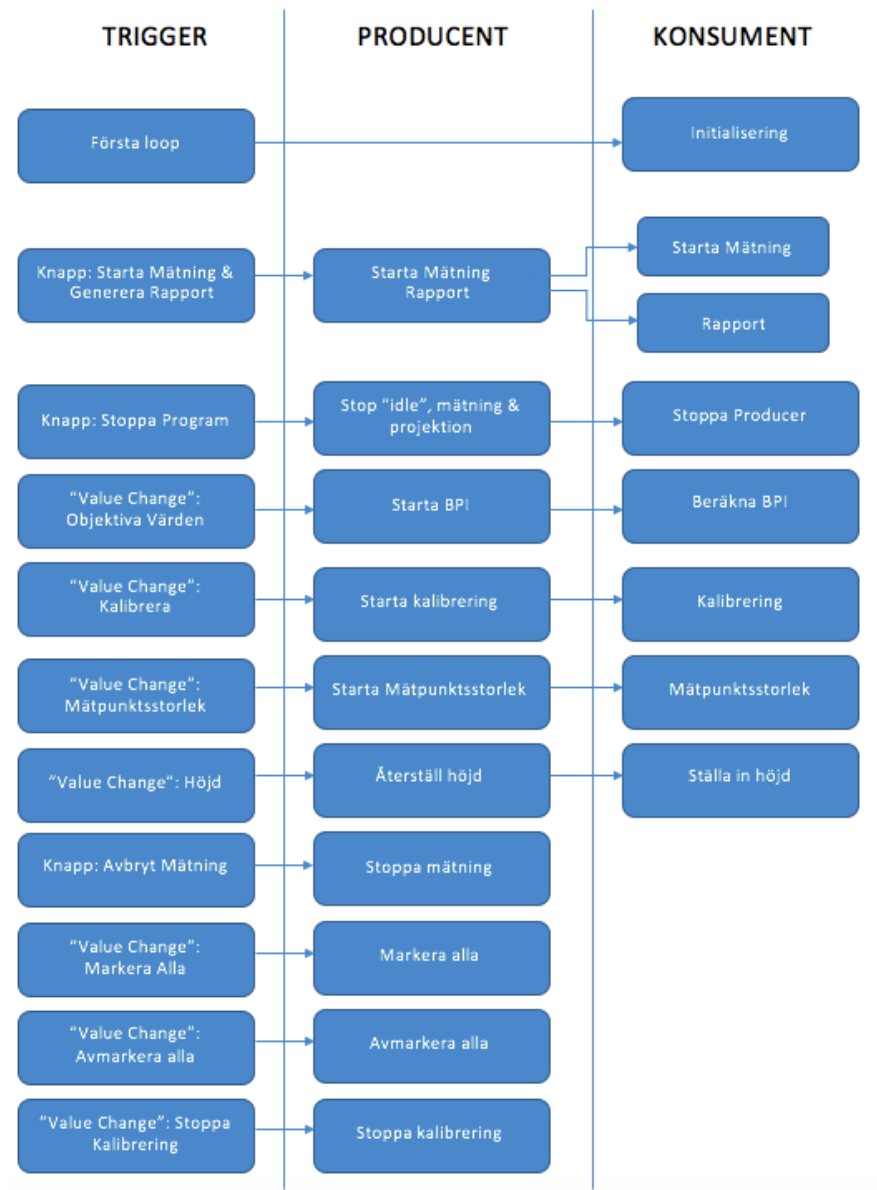 TRIGGER
PRODUCENT
KONSUMENT
Första loop
Initialisering
Knapp: Starta Mätning &
Generera Rapport
Starta Mätning
Rapport
Starta Mätning
Rapport
Knapp: Stoppa Program
Stop “idle”, mätning &
projektion
Stoppa Producer
“Value Change”:
Objektiva Värden
Starta BPI
Beräkna BPI
“Value Change”:
Kalibrera
Starta kalibrering
Kalibrering
“Value Change”:
Mätpunktsstorlek
Starta Mätpunktsstorlek
Mätpunktsstorlek
“Value Change”: Höjd
Återställ höjd
Ställa in höjd
Knapp: Avbryt Mätning
Stoppa mätning
“Value Change”:
Markera Alla
Markera alla
“Value Change”:
Avmarkera alla
Avmarkera alla
”Value Change”: Stoppa
Kalibrering
Stoppa kalibrering